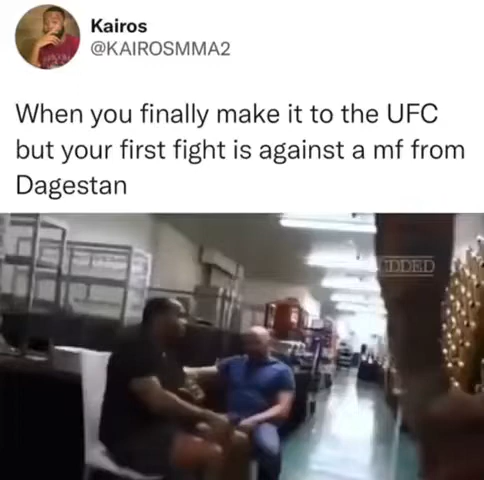 Kairos
@KAIROSMMA2
When you finally make it to the UFC
but your first fight is against a mf from
Dagestan
DDED